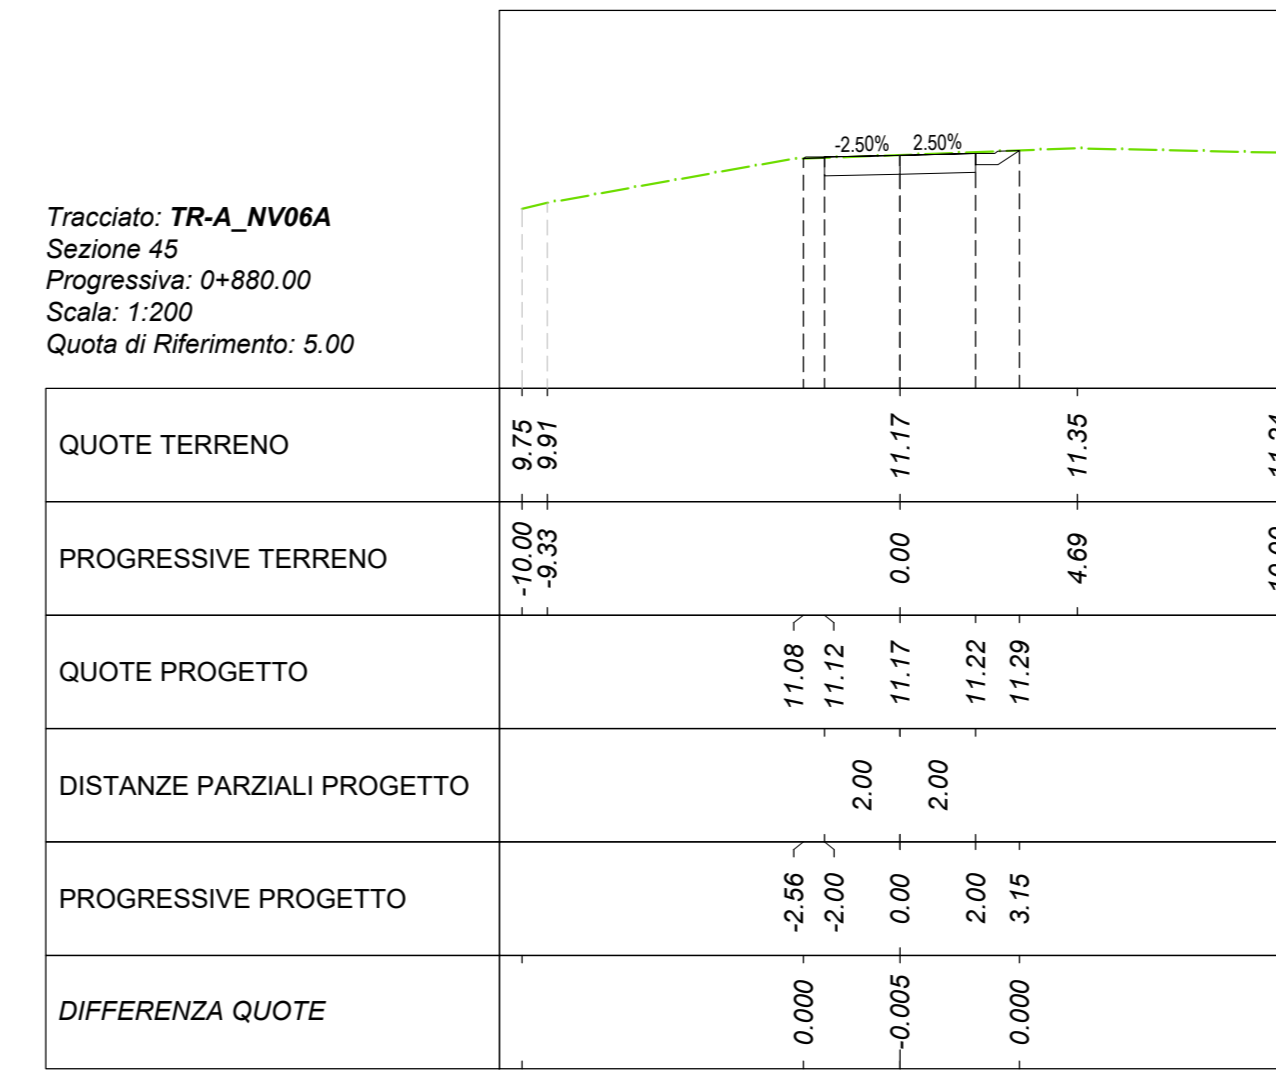 -2.50% 2.50%
Tracciato: TR-A_NV06A
Sezione 45
Progressiva: 0+880.00
Scala: 1:200
Quota di Riferimento: 5.00
QUOTE TERRENO 9.75 9.91 11.17 11.35
PROGRESSIVE TERRENO -10.00 -9.33 0.00 4.69
QUOTE PROGETTO 11.08 11.12 11.17 11.22 11.29
DISTANZE PARZIALI PROGETTO 2.00 2.00
PROGRESSIVE PROGETTO -2.56 -2.00 0.00 2.00 3.15
DIFFERENZA QUOTE 0.000 -0.005 0.000